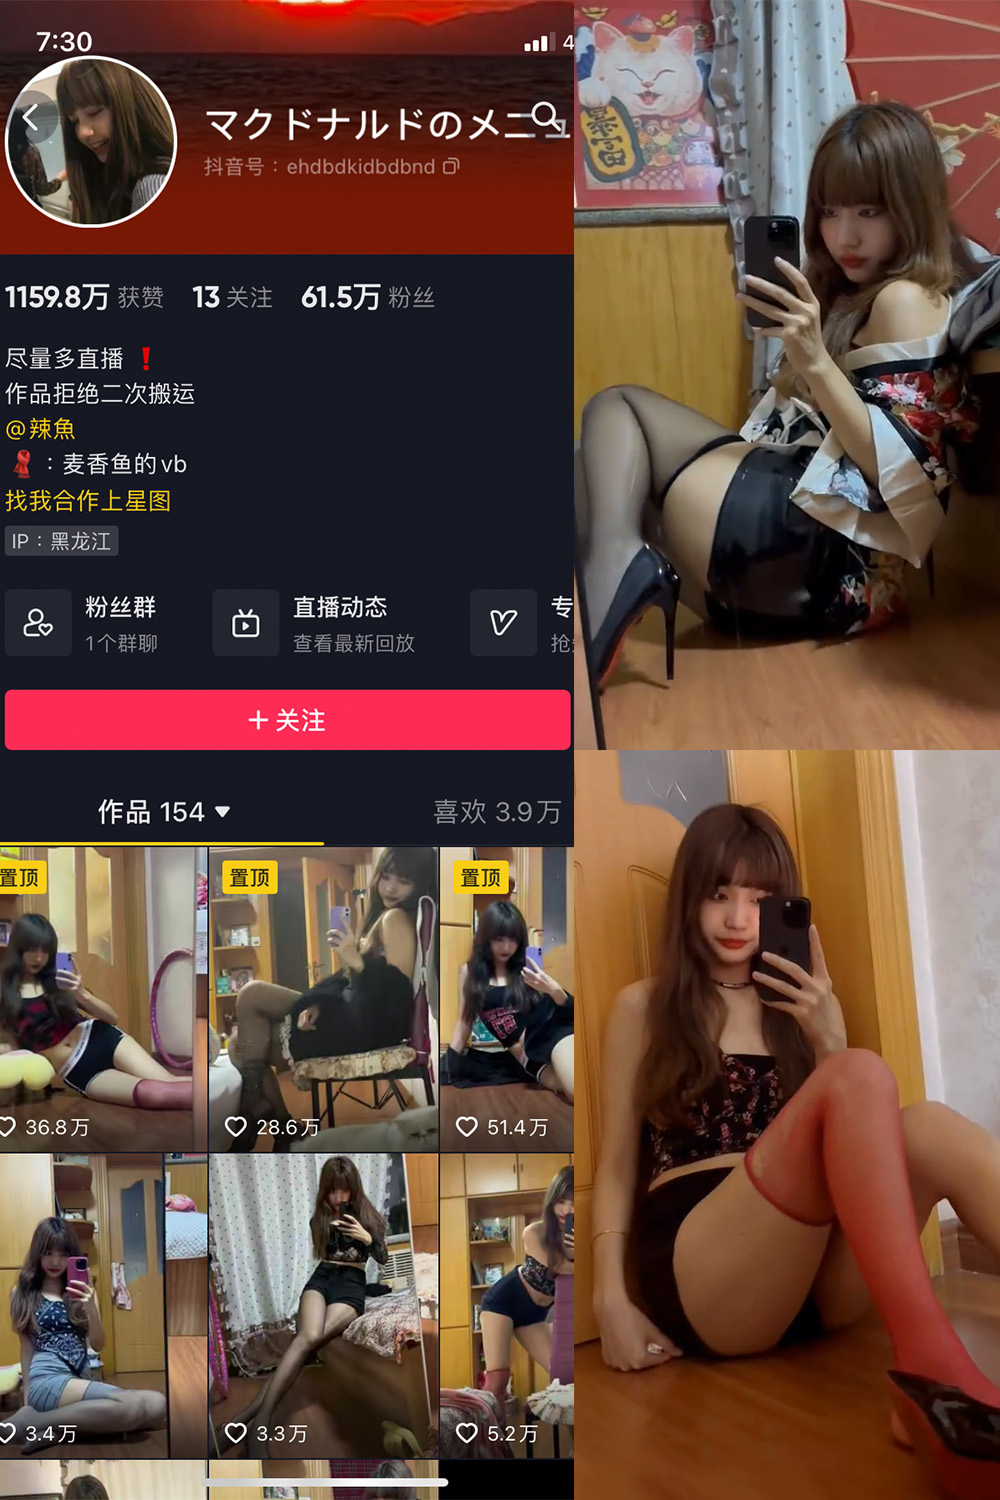 7:30
4
マクドナルドのメニュ
抖音号：ehdbdkidbdbnd
1159.8万 获赞 13 关注 61.5万 粉丝
尽量多直播❗
作品拒绝二次搬运
@辣魚
🧣：麦香鱼的vb
找我合作上星图
IP：黑龙江
粉丝群
1个群聊
直播动态
查看最新回放
专
抢
+ 关注
作品 154
喜欢 3.9万
置顶
置顶
置顶
36.8万
28.6万
51.4万
3.4万
3.3万
5.2万
暴富